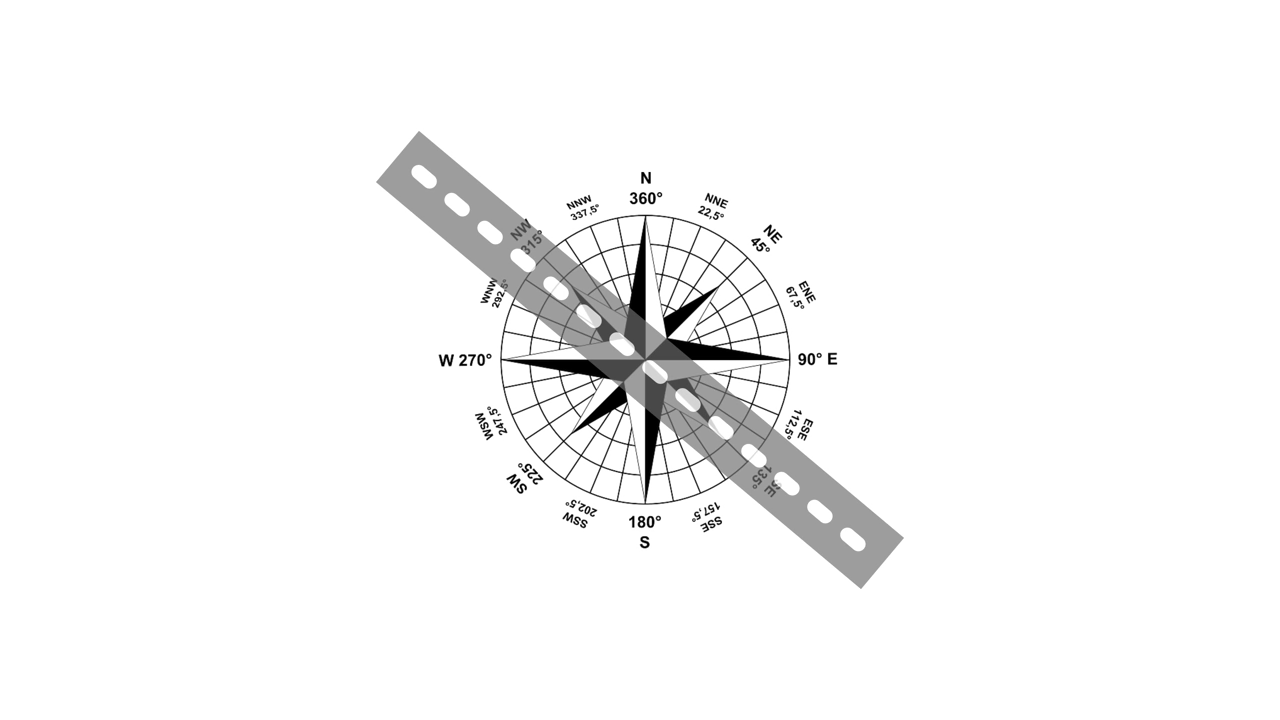 N
360°
NNW
337,5°
NNE
22,5°
NW
315°
NE
45°
WNW
292,5°
ENE
67,5°
W 270°
90° E
WSW
247,5°
ESE
112,5°
SW
225°
SE
135°
SSW
202,5°
SSE
157,5°
180°
S